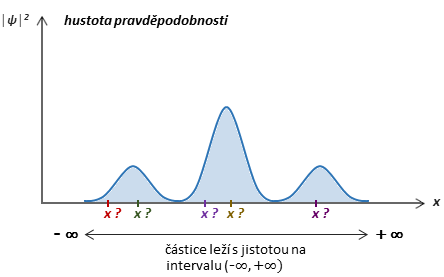 |ψ|²
hustota pravděpodobnosti
x
x ? x ? x ? x ? x ?
- ∞ + ∞
částice leží s jistotou na
intervalu (-∞, +∞)